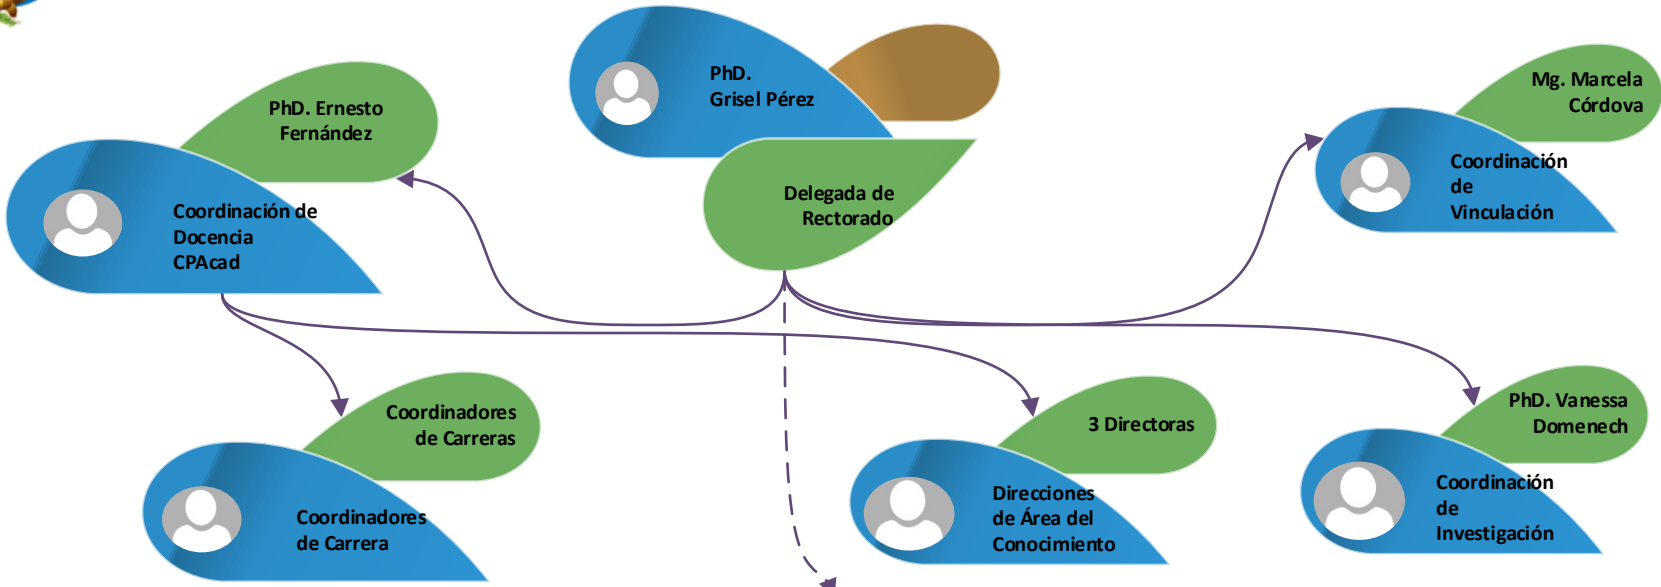 PhD.
Grisel Pérez
Delegada de
Rectorado
PhD. Ernesto
Fernández
Coordinación de
Docencia
CPAcad
Mg. Marcela
Córdova
Coordinación
de
Vinculación
Coordinadores
de Carreras
Coordinadores
de Carrera
3 Directoras
Direcciones
de Área del
Conocimiento
PhD. Vanessa
Domenech
Coordinación
de
Investigación